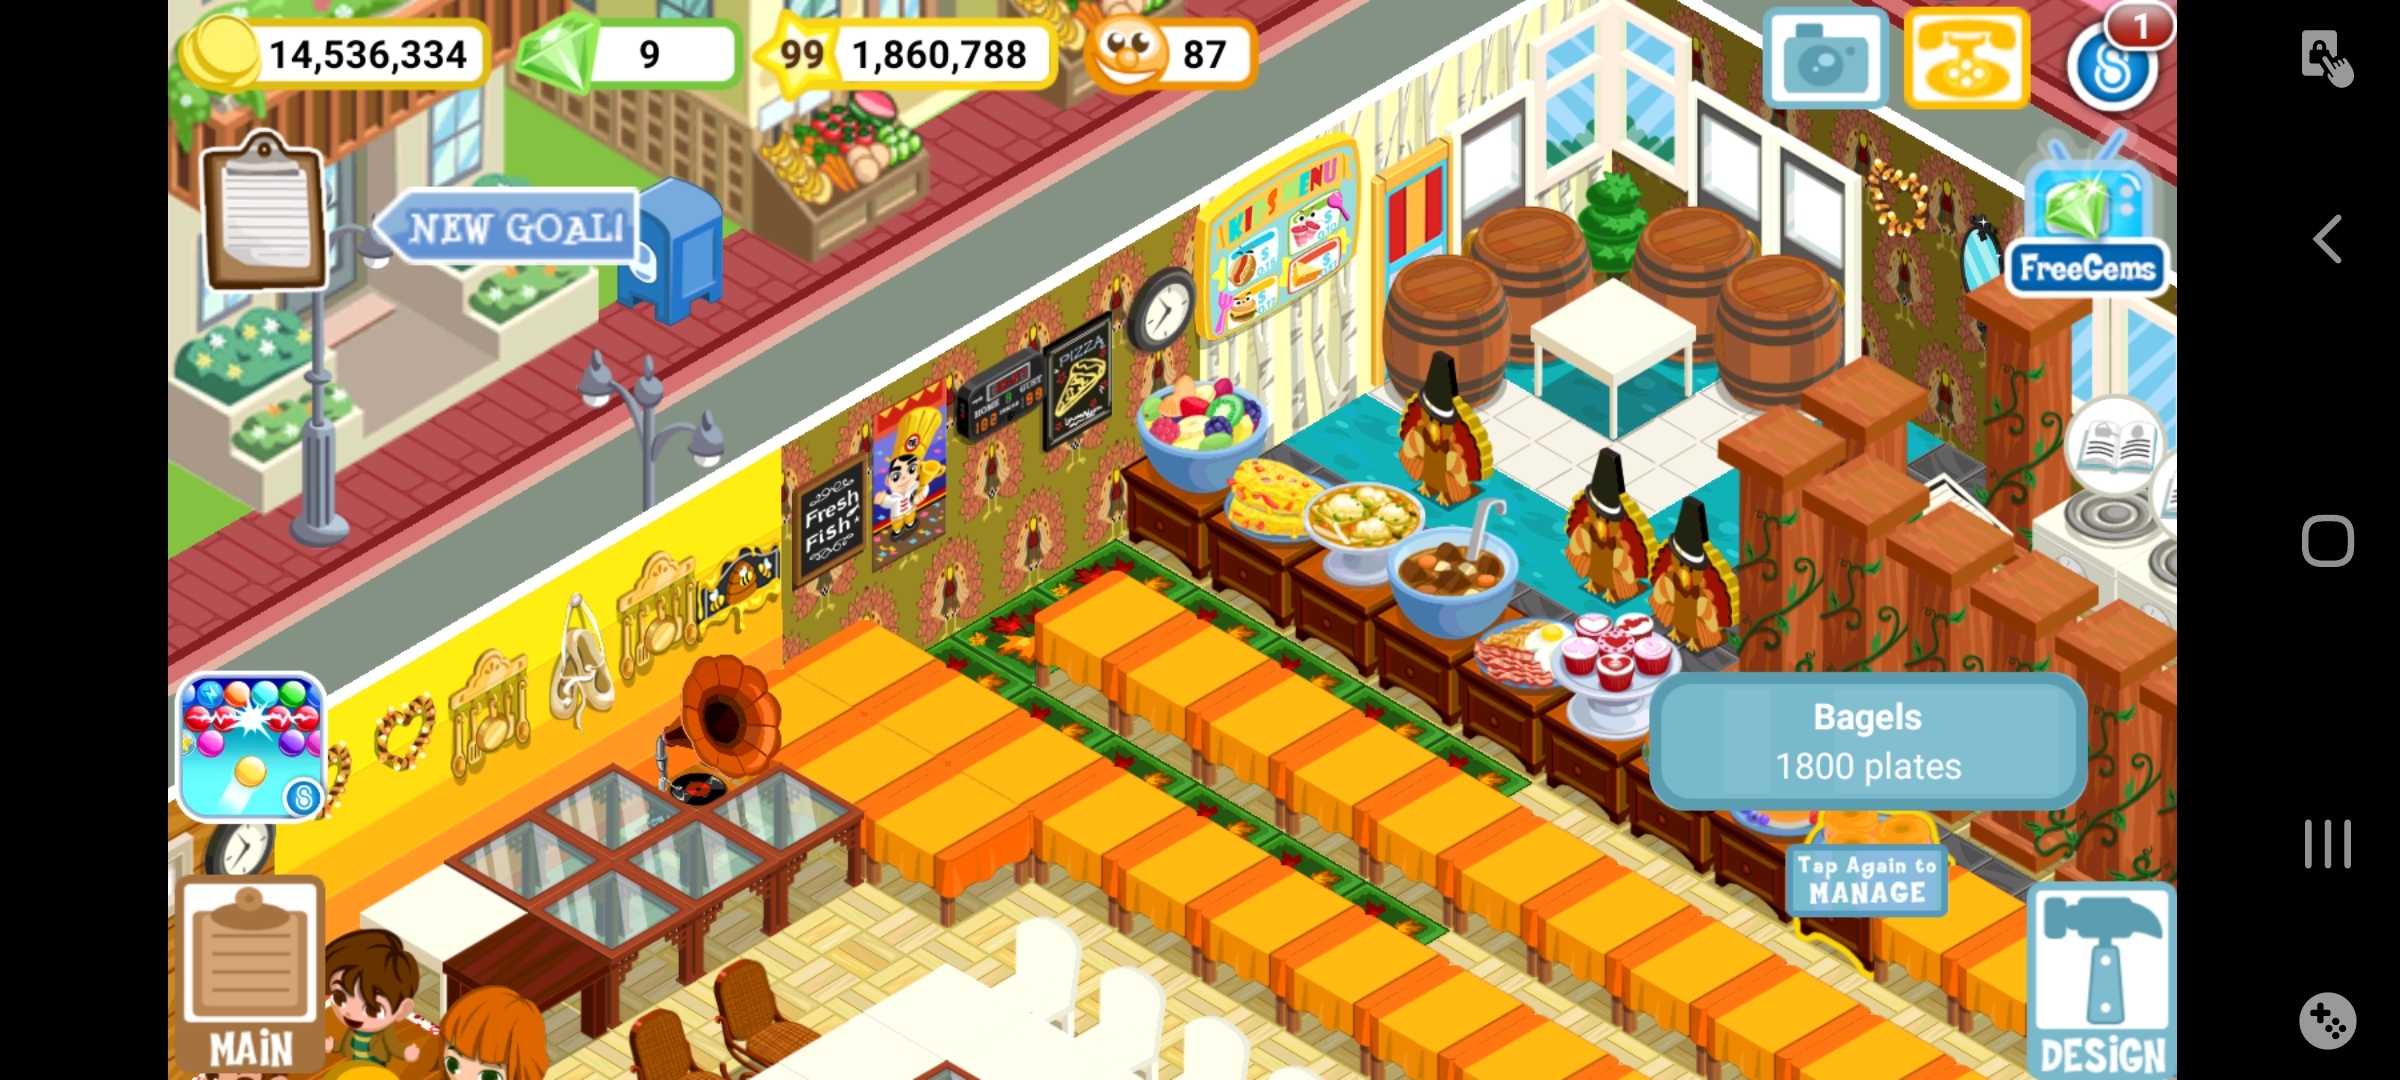 14,536,334
9
99 1,860,788
87
1
NEW GOAL!
FreeGems
KIDS MENU
PIZZA
HOME
GUST
Fresh
Fish
Bagels
1800 plates
Tap Again to
MANAGE
MAiN
DESiGN